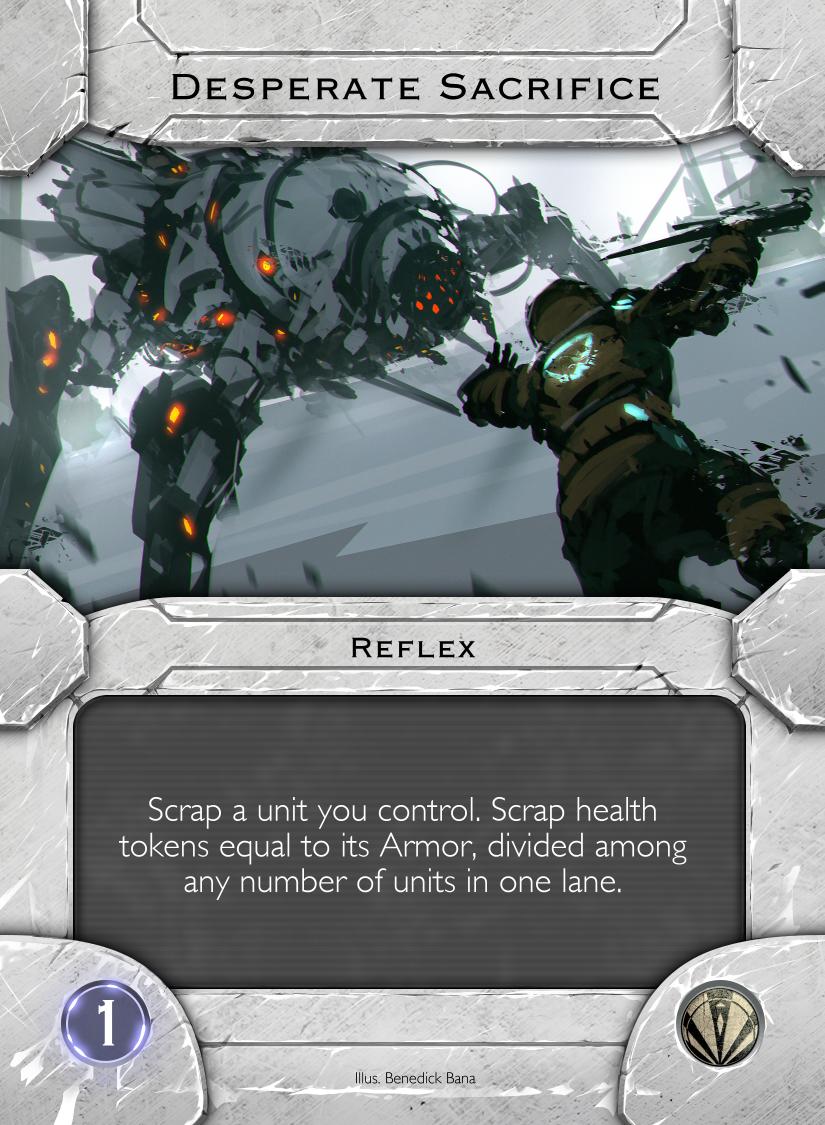 Desperate Sacrifice
Reflex
Scrap a unit you control. Scrap health
tokens equal to its Armor, divided among
any number of units in one lane.
1
Illus. Benedick Bana